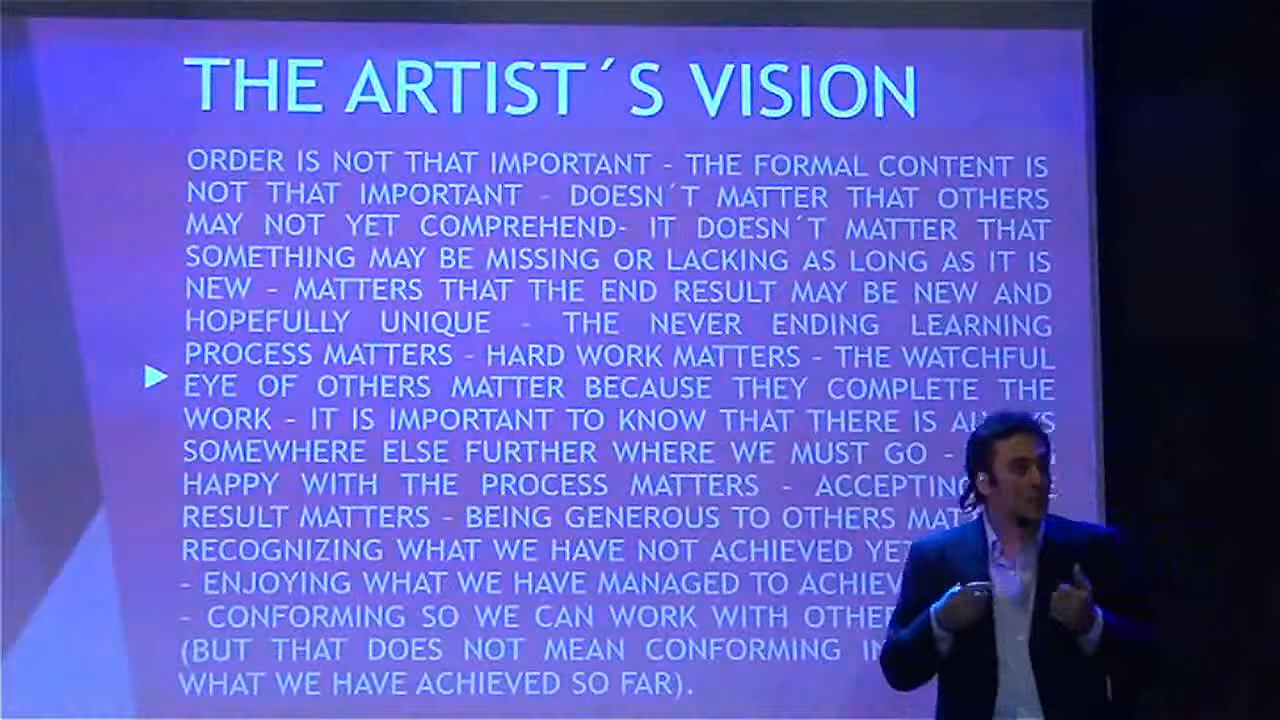 THE ARTIST´S VISION
ORDER IS NOT THAT IMPORTANT - THE FORMAL CONTENT IS
NOT THAT IMPORTANT - DOESN´T MATTER THAT OTHERS
MAY NOT YET COMPREHEND- IT DOESN´T MATTER THAT
SOMETHING MAY BE MISSING OR LACKING AS LONG AS IT IS
NEW - MATTERS THAT THE END RESULT MAY BE NEW AND
HOPEFULLY UNIQUE - THE NEVER ENDING LEARNING
PROCESS MATTERS - HARD WORK MATTERS - THE WATCHFUL
EYE OF OTHERS MATTER BECAUSE THEY COMPLETE THE
WORK - IT IS IMPORTANT TO KNOW THAT THERE IS
SOMEWHERE ELSE FURTHER WHERE WE MUST GO -
HAPPY WITH THE PROCESS MATTERS - ACCEPTING
RESULT MATTERS - BEING GENEROUS TO OTHERS
RECOGNIZING WHAT WE HAVE NOT ACHIEVED
- ENJOYING WHAT WE HAVE MANAGED TO
- CONFORMING SO WE CAN WORK WITH
(BUT THAT DOES NOT MEAN CONFORMING
WHAT WE HAVE ACHIEVED SO FAR).